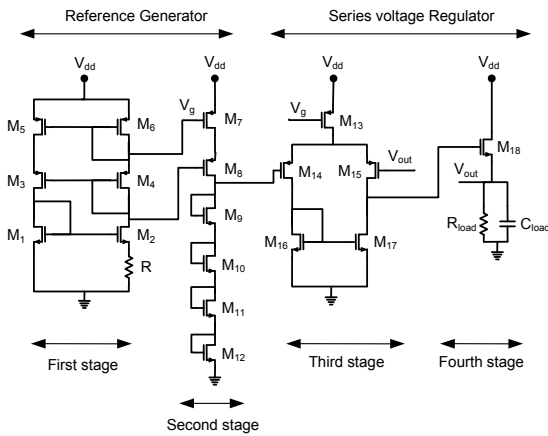 Reference Generator
Series voltage Regulator
Vdd
Vdd
Vdd
Vdd
Vg
M5
M6
M7
Vg
M13
M3
M4
M8
M14
M15
Vout
M18
Vout
M9
M1
M2
M16
M17
Rload
Cload
R
M10
M11
M12
First stage
Second stage
Third stage
Fourth stage